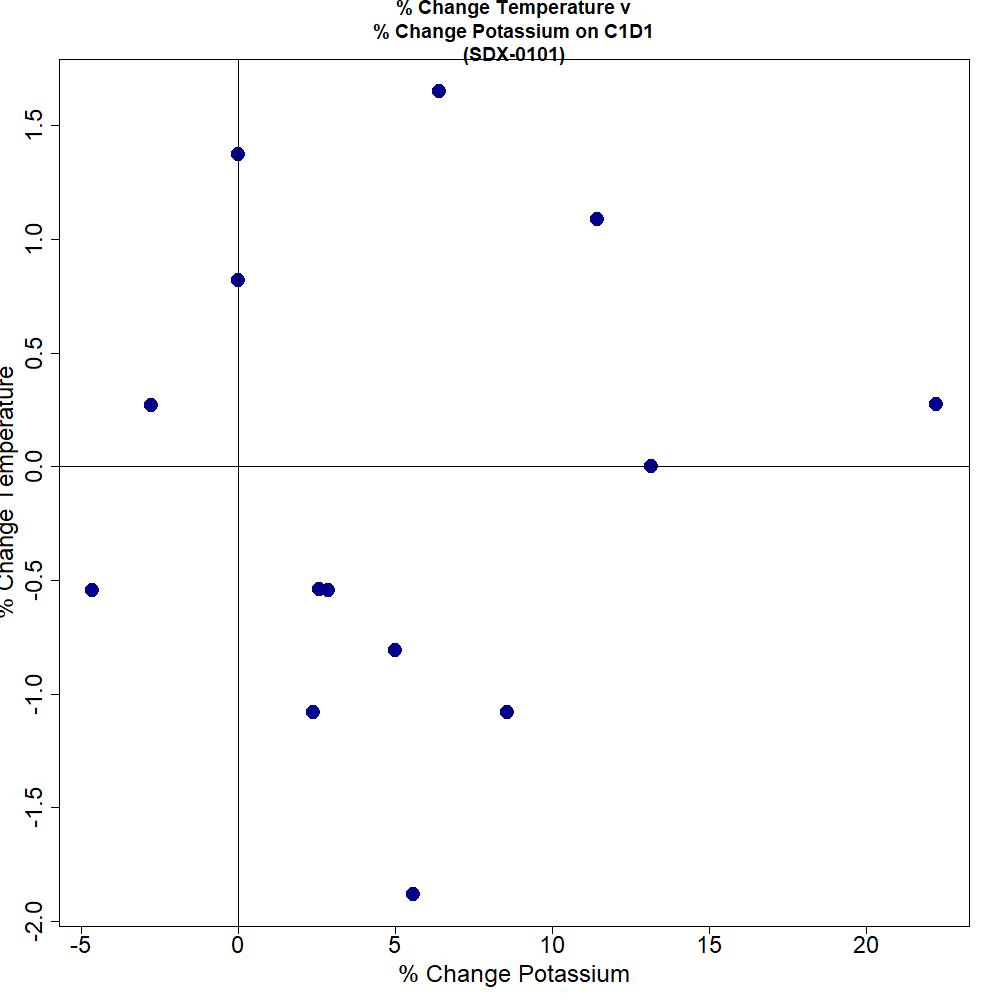 % Change Temperature v
% Change Potassium on C1D1
(SDX-0101)
% Change Temperature
1.5
1.0
0.5
0.0
-0.5
-1.0
-1.5
-2.0
-5
0
5
10
15
20
% Change Potassium